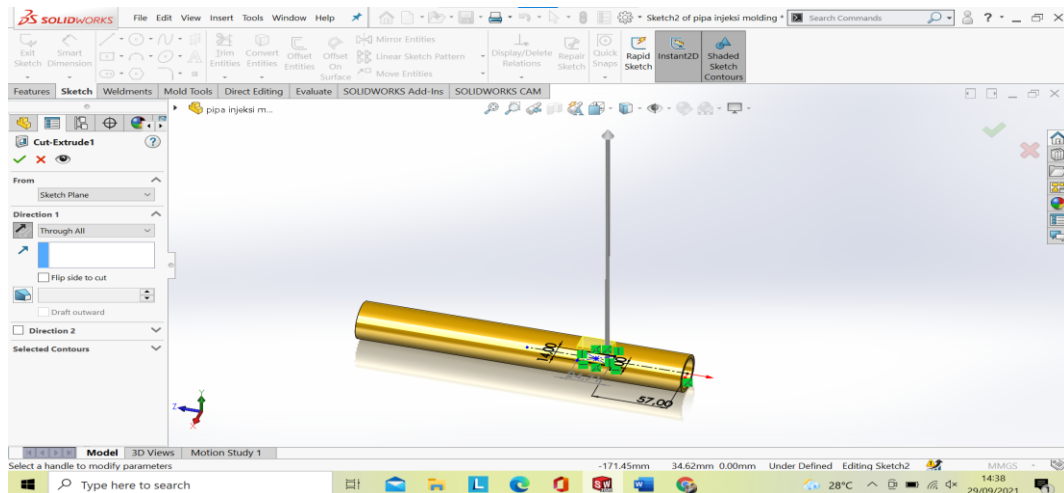 SOLIDWORKS File Edit View Insert Tools Window Help Sketch2 of pipa injeksi molding * Search Commands
Exit Sketch
Smart Dimension
Trim Entities
Convert Entities
Offset Entities
Offset On Surface
Mirror Entities
Linear Sketch Pattern
Move Entities
Display/Delete Relations
Repair Sketch
Quick Snaps
Rapid Sketch
Instant2D
Shaded Sketch Contours
Features Sketch Weldments Mold Tools Direct Editing Evaluate SOLIDWORKS Add-Ins SOLIDWORKS CAM
pipa injeksi m...
Cut-Extrude1
From
Sketch Plane
Direction 1
Through All
Flip side to cut
Draft outward
Direction 2
Selected Contours
14,00
57,00
Y
Z
X
Model 3D Views Motion Study 1
Select a handle to modify parameters -171.45mm 34.62mm 0.00mm Under Defined Editing Sketch2 MMGS
Type here to search
28°C
14:38
29/09/2021